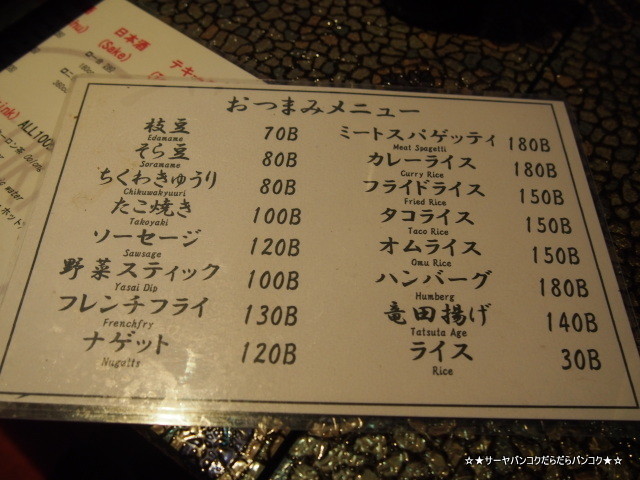 日本酒
(Sake)
ALL100
おつまみメニュー
枝豆 70B
Edamame
そら豆 80B
Soramame
ちくわきゅうり 80B
Chikuwakyuuri
たこ焼き 100B
Takoyaki
ソーセージ 120B
Sawsage
野菜スティック 100B
Yasai Dip
フレンチフライ 130B
Frenchfry
ナゲット 120B
Nugatts
ミートスパゲッティ 180B
Meat Spagetti
カレーライス 180B
Curry Rice
フライドライス 150B
Fried Rice
タコライス 150B
Taco Rice
オムライス 150B
Omu Rice
ハンバーグ 180B
Humberg
竜田揚げ 140B
Tatsuta Age
ライス 30B
Rice
☆★サーヤバンコクだらだらバンコク★☆